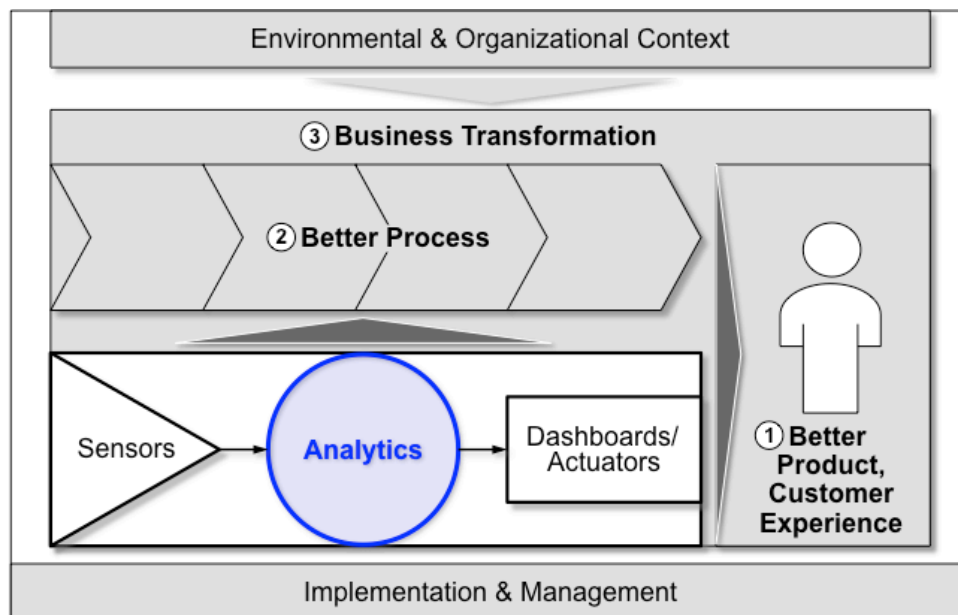 Environmental & Organizational Context
3 Business Transformation
2 Better Process
Sensors
Analytics
Dashboards/
Actuators
1 Better
Product,
Customer
Experience
Implementation & Management